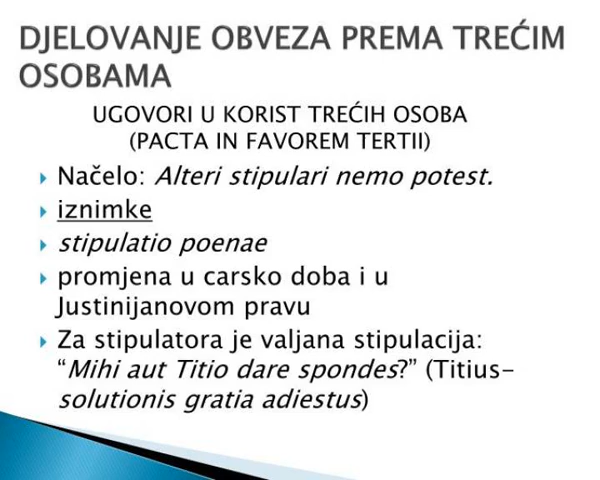 DJELOVANJE OBVEZA PREMA TREĆIM
OSOBAMA
UGOVORI U KORIST TREĆIH OSOBA
(PACTA IN FAVOREM TERTII)
Načelo: Alteri stipulari nemo potest.
iznimke
stipulatio poenae
promjena u carsko doba i u
Justinijanovom pravu
Za stipulatora je valjana stipulacija:
“Mihi aut Titio dare spondes?” (Titius-
solutionis gratia adiestus)